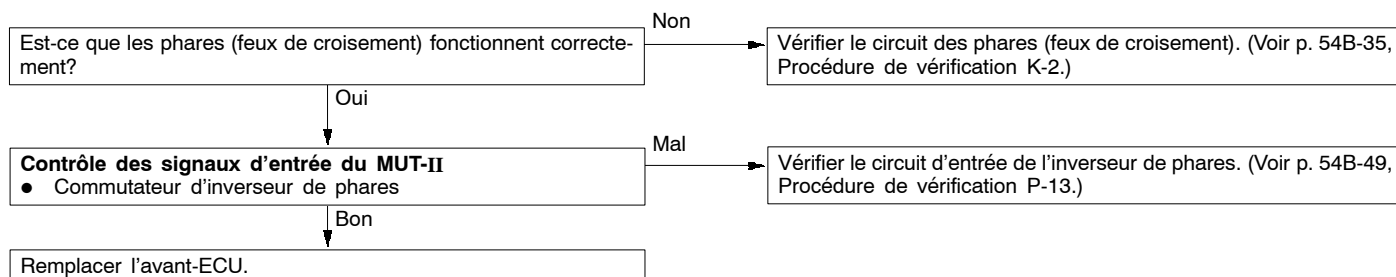 Non
Est-ce que les phares (feux de croisement) fonctionnent correcte-
ment?
Vérifier le circuit des phares (feux de croisement). (Voir p. 54B-35,
Procédure de vérification K-2.)
Oui
Mal
Contrôle des signaux d'entrée du MUT-II
● Commutateur d'inverseur de phares
Vérifier le circuit d'entrée de l'inverseur de phares. (Voir p. 54B-49,
Procédure de vérification P-13.)
Bon
Remplacer l'avant-ECU.